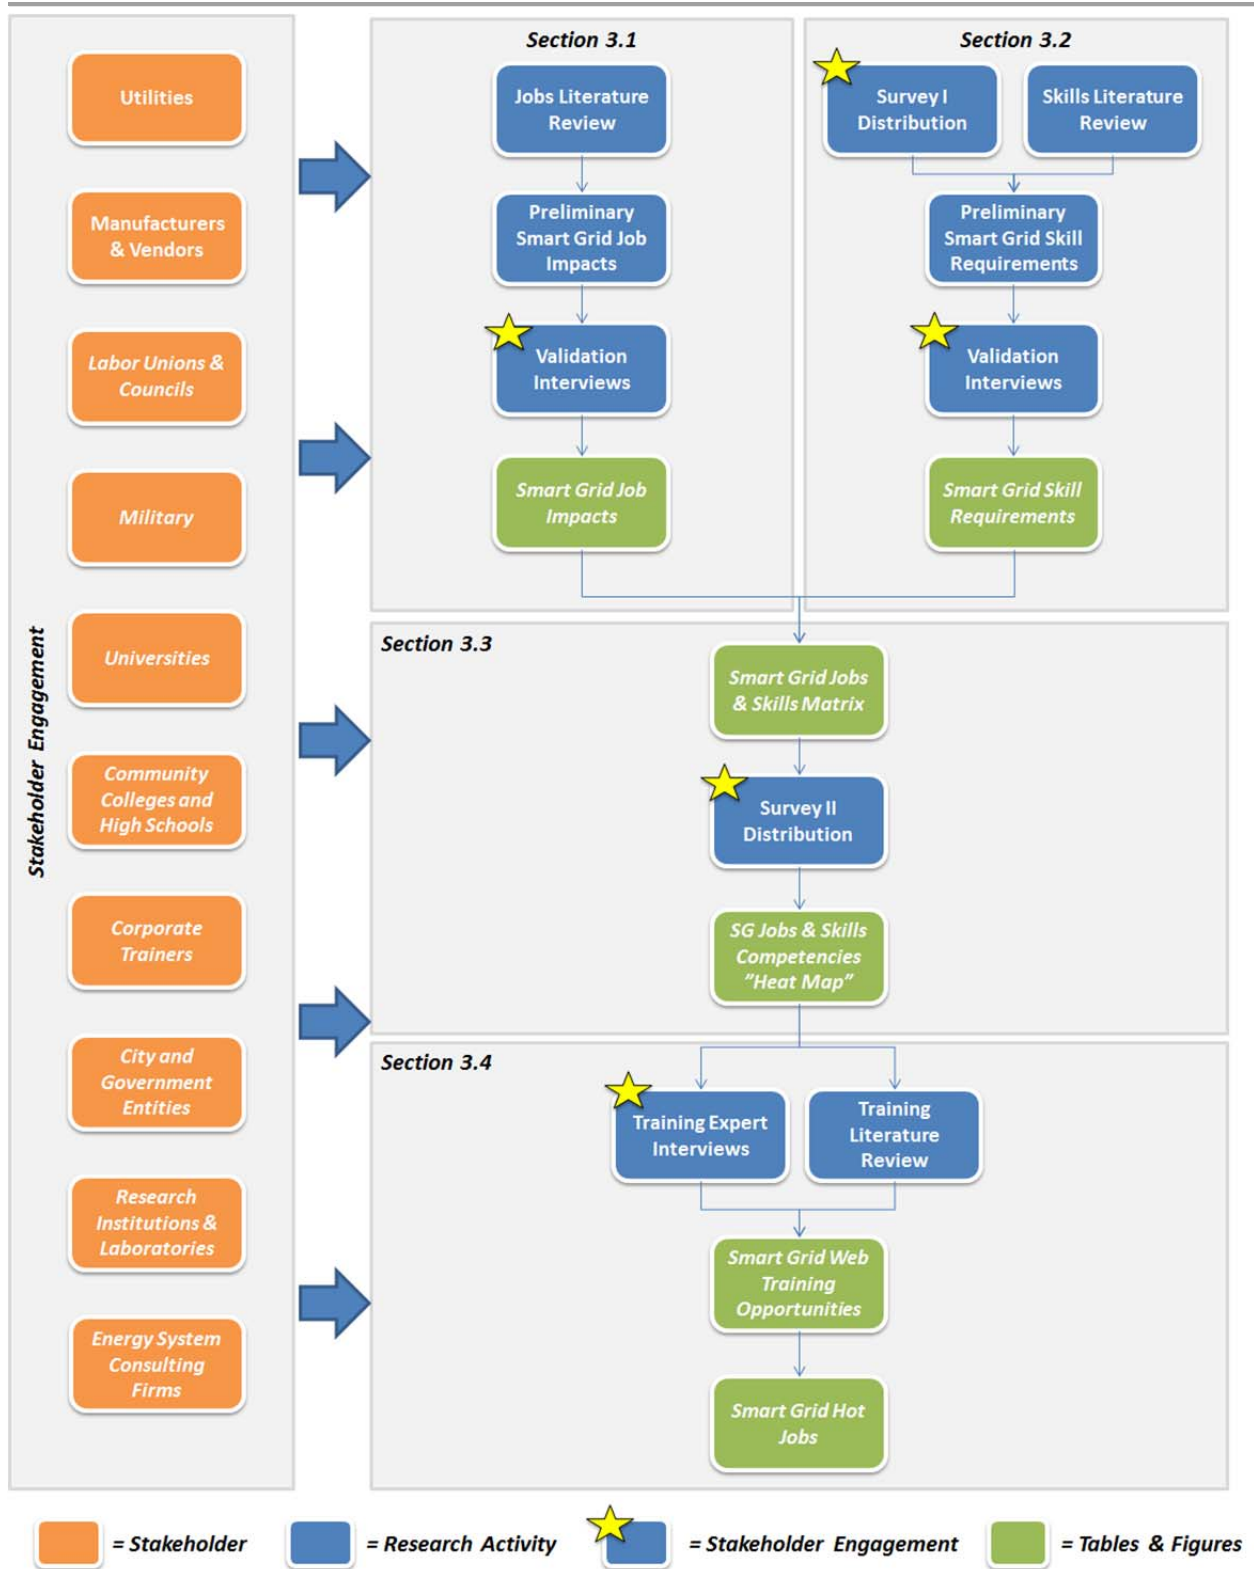 Stakeholder Engagement
Utilities
Manufacturers
& Vendors
Labor Unions &
Councils
Military
Universities
Community
Colleges and
High Schools
Corporate
Trainers
City and
Government
Entities
Research
Institutions &
Laboratories
Energy System
Consulting
Firms
Section 3.1
Jobs Literature
Review
Preliminary
Smart Grid Job
Impacts
Validation
Interviews
Smart Grid Job
Impacts
Section 3.2
Survey I
Distribution
Skills Literature
Review
Preliminary
Smart Grid Skill
Requirements
Validation
Interviews
Smart Grid Skill
Requirements
Section 3.3
Smart Grid Jobs
& Skills Matrix
Survey II
Distribution
SG Jobs & Skills
Competencies
"Heat Map"
Section 3.4
Training Expert
Interviews
Training
Literature
Review
Smart Grid Web
Training
Opportunities
Smart Grid Hot
Jobs
= Stakeholder
= Research Activity
= Stakeholder Engagement
= Tables & Figures